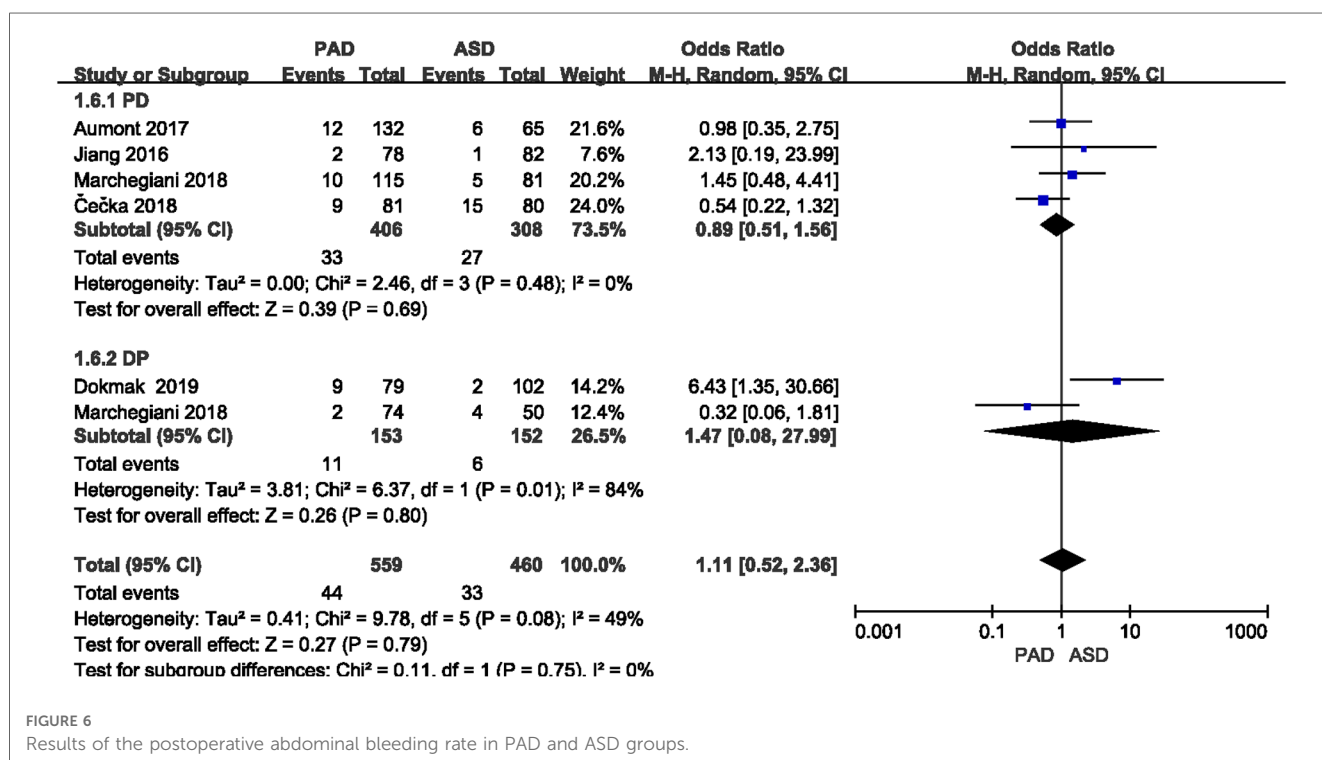 PAD ASD Odds Ratio Odds Ratio
Study or Subgroup Events Total Events Total Weight M-H, Random, 95% CI M-H, Random, 95% CI
1.6.1 PD
Aumont 2017 12 132 6 65 21.6% 0.98 [0.35, 2.75]
Jiang 2016 2 78 1 82 7.6% 2.13 [0.19, 23.99]
Marchegiani 2018 10 115 5 81 20.2% 1.45 [0.48, 4.41]
Čečka 2018 9 81 15 80 24.0% 0.54 [0.22, 1.32]
Subtotal (95% CI) 406 308 73.5% 0.89 [0.51, 1.56]
Total events 33 27
Heterogeneity: Tau² = 0.00; Chi² = 2.46, df = 3 (P = 0.48); I² = 0%
Test for overall effect: Z = 0.39 (P = 0.69)
1.6.2 DP
Dokmak 2019 9 79 2 102 14.2% 6.43 [1.35, 30.66]
Marchegiani 2018 2 74 4 50 12.4% 0.32 [0.06, 1.81]
Subtotal (95% CI) 153 152 26.5% 1.47 [0.08, 27.99]
Total events 11 6
Heterogeneity: Tau² = 3.81; Chi² = 6.37, df = 1 (P = 0.01); I² = 84%
Test for overall effect: Z = 0.26 (P = 0.80)
Total (95% CI) 559 460 100.0% 1.11 [0.52, 2.36]
Total events 44 33
Heterogeneity: Tau² = 0.41; Chi² = 9.78, df = 5 (P = 0.08); I² = 49%
Test for overall effect: Z = 0.27 (P = 0.79)
Test for subgroup differences: Chi² = 0.11, df = 1 (P = 0.75), I² = 0%
0.001 0.1 1 10 1000
PAD ASD
FIGURE 6
Results of the postoperative abdominal bleeding rate in PAD and ASD groups.